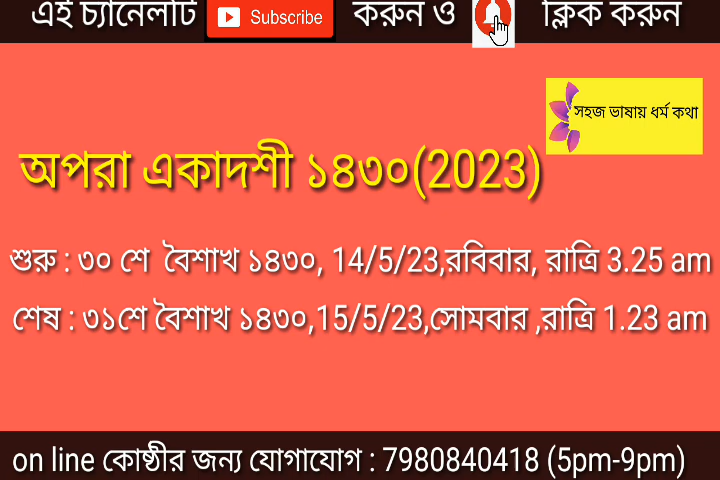 এই চ্যানেলটি Subscribe করুন ও ক্লিক করুন
সহজ ভাষায় ধর্ম কথা
অপরা একাদশী ১৪৩০(2023)
শুরু : ৩০ শে বৈশাখ ১৪৩০, 14/5/23,রবিবার, রাত্রি 3.25 am
শেষ : ৩১শে বৈশাখ ১৪৩০,15/5/23,সোমবার ,রাত্রি 1.23 am
on line কোষ্ঠীর জন্য যোগাযোগ : 7980840418 (5pm-9pm)